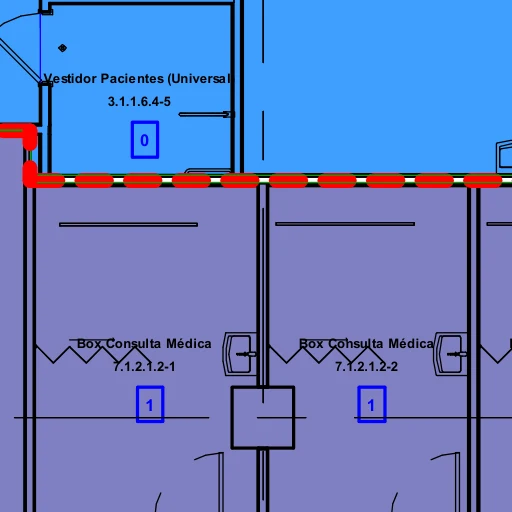 Vestidor Pacientes (Universal
3.1.1.6.4-5
0
Box Consulta Médica
7.1.2.1.2-1
1
Box Consulta Médica
7.1.2.1.2-2
1